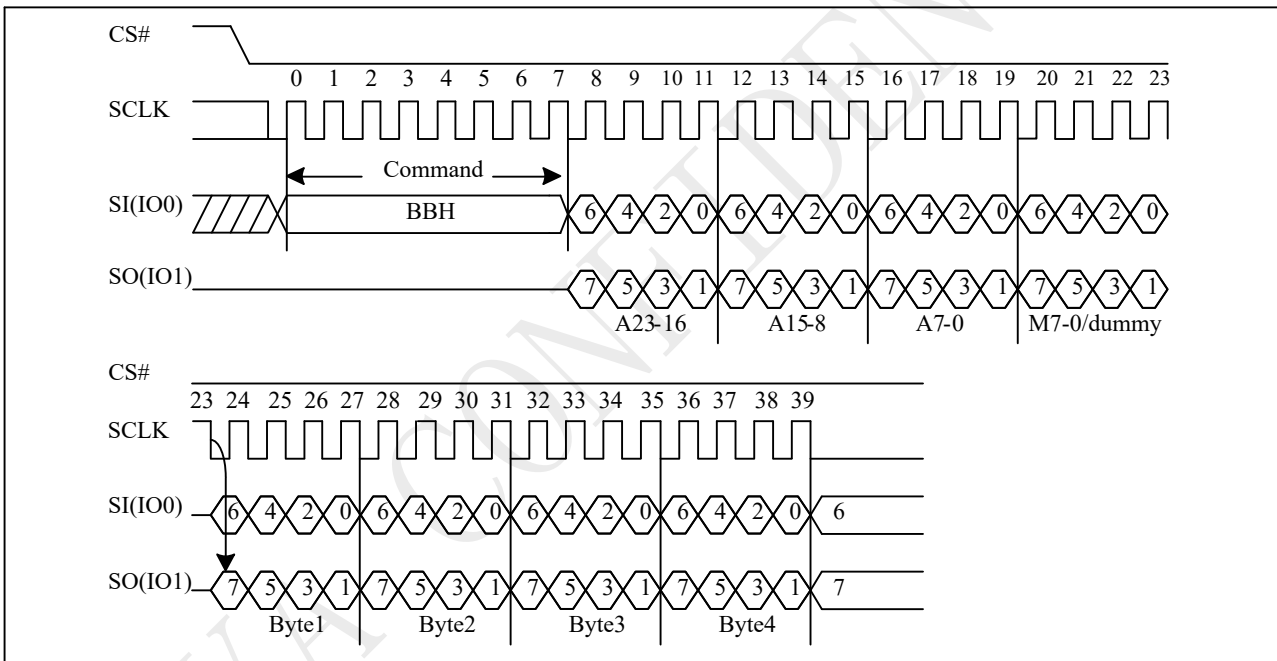 CS#
0 1 2 3 4 5 6 7 8 9 10 11 12 13 14 15 16 17 18 19 20 21 22 23
SCLK
Command
SI(IO0) BBH 6 4 2 0 6 4 2 0 6 4 2 0 6 4 2 0
SO(IO1) 7 5 3 1 7 5 3 1 7 5 3 1 7 5 3 1
A23-16 A15-8 A7-0 M7-0/dummy
CS#
23 24 25 26 27 28 29 30 31 32 33 34 35 36 37 38 39
SCLK
SI(IO0) 6 4 2 0 6 4 2 0 6 4 2 0 6 4 2 0 6
SO(IO1) 7 5 3 1 7 5 3 1 7 5 3 1 7 5 3 1 7
Byte1 Byte2 Byte3 Byte4